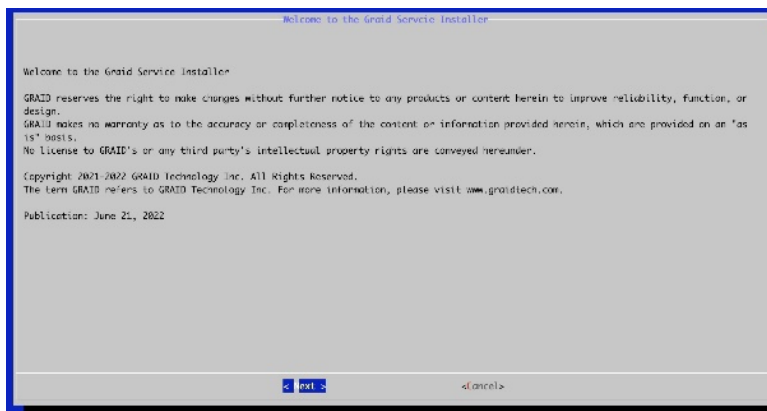 Welcome to the Graid Servcie Installer
Welcome to the Graid Service Installer
GRAID reserves the right to make changes without further notice to any products or content herein to improve reliability, function, or
design.
GRAID makes no warranty as to the accuracy or completeness of the content or information provided herein, which are provided on an "as
is" basis.
No license to GRAID's or any third party's intellectual property rights are conveyed hereunder.
Copyright 2021-2022 GRAID Technology Inc. All Rights Reserved.
The term GRAID refers to GRAID Technology Inc. For more information, please visit www.graidtech.com.
Publication: June 21, 2022
< Next > <Cancel>